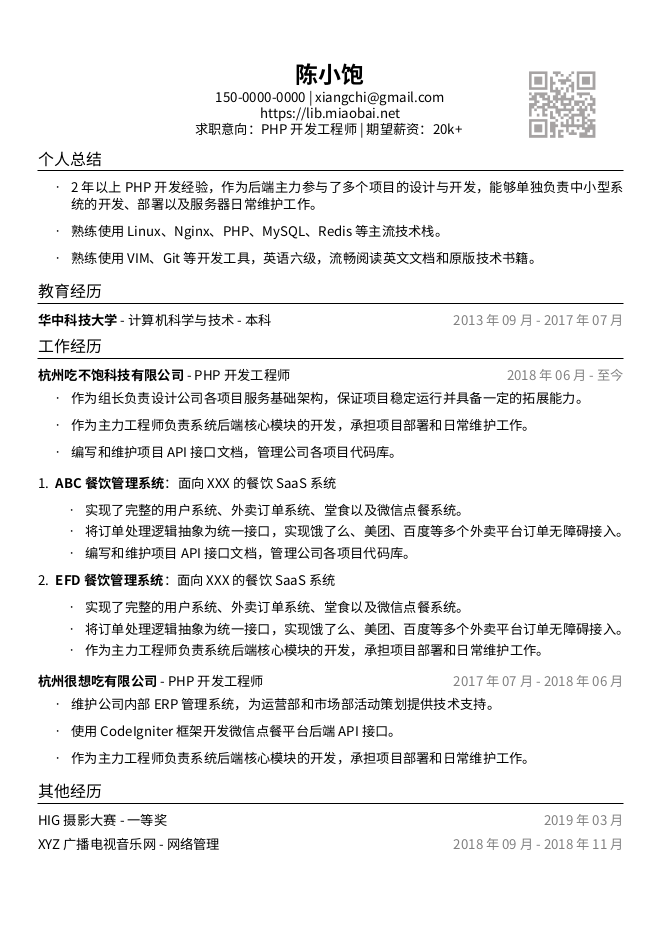 陈小饱
150-0000-0000 | xiangchi@gmail.com
https://lib.miaobai.net
求职意向：PHP 开发工程师 | 期望薪资：20k+
个人总结
· 2 年以上 PHP 开发经验，作为后端主力参与了多个项目的设计与开发，能够单独负责中小型系
统的开发、部署以及服务器日常维护工作。
· 熟练使用 Linux、Nginx、PHP、MySQL、Redis 等主流技术栈。
· 熟练使用 VIM、Git 等开发工具，英语六级，流畅阅读英文文档和原版技术书籍。
教育经历
华中科技大学 - 计算机科学与技术 - 本科 2013 年 09 月 - 2017 年 07 月
工作经历
杭州吃不饱科技有限公司 - PHP 开发工程师 2018 年 06 月 - 至今
· 作为组长负责设计公司各项目服务基础架构，保证项目稳定运行并具备一定的拓展能力。
· 作为主力工程师负责系统后端核心模块的开发，承担项目部署和日常维护工作。
· 编写和维护项目 API 接口文档，管理公司各项目代码库。
1. ABC 餐饮管理系统：面向 XXX 的餐饮 SaaS 系统
· 实现了完整的用户系统、外卖订单系统、堂食以及微信点餐系统。
· 将订单处理逻辑抽象为统一接口，实现饿了么、美团、百度等多个外卖平台订单无障碍接入。
· 编写和维护项目 API 接口文档，管理公司各项目代码库。
2. EFD 餐饮管理系统：面向 XXX 的餐饮 SaaS 系统
· 实现了完整的用户系统、外卖订单系统、堂食以及微信点餐系统。
· 将订单处理逻辑抽象为统一接口，实现饿了么、美团、百度等多个外卖平台订单无障碍接入。
· 作为主力工程师负责系统后端核心模块的开发，承担项目部署和日常维护工作。
杭州很想吃有限公司 - PHP 开发工程师 2017 年 07 月 - 2018 年 06 月
· 维护公司内部 ERP 管理系统，为运营部和市场部活动策划提供技术支持。
· 使用 CodeIgniter 框架开发微信点餐平台后端 API 接口。
· 作为主力工程师负责系统后端核心模块的开发，承担项目部署和日常维护工作。
其他经历
HIG 摄影大赛 - 一等奖 2019 年 03 月
XYZ 广播电视音乐网 - 网络管理 2018 年 09 月 - 2018 年 11 月